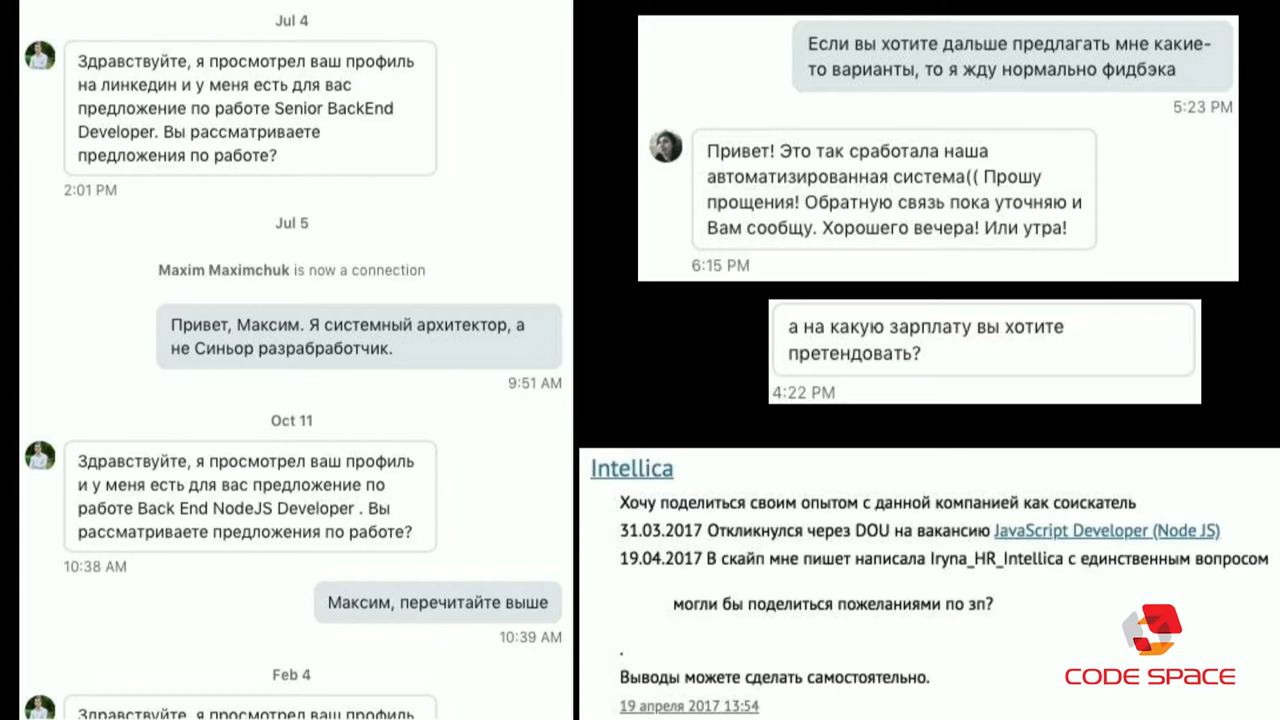 Jul 4
Здравствуйте, я просмотрел ваш профиль
на линкедин и у меня есть для вас
предложение по работе Senior BackEnd
Developer. Вы рассматриваете
предложения по работе?
2:01 PM
Jul 5
Maxim Maximchuk is now a connection
Привет, Максим. Я системный архитектор, а
не Синьор разрабработчик.
9:51 AM
Oct 11
Здравствуйте, я просмотрел ваш профиль
и у меня есть для вас предложение по
работе Back End NodeJS Developer . Вы
рассматриваете предложения по работе?
10:38 AM
Максим, перечитайте выше
10:39 AM
Feb 4
Здравствуйте, я просмотрел ваш профиль
Если вы хотите дальше предлагать мне какие-
то варианты, то я жду нормально фидбэка
5:23 PM
Привет! Это так сработала наша
автоматизированная система(( Прошу
прощения! Обратную связь пока уточняю и
Вам сообщу. Хорошего вечера! Или утра!
6:15 PM
а на какую зарплату вы хотите
претендовать?
4:22 PM
Intellica
Хочу поделиться своим опытом с данной компанией как соискатель
31.03.2017 Откликнулся через DOU на вакансию JavaScript Developer (Node JS)
19.04.2017 В скайп мне пишет написала Iryna_HR_Intellica с единственным вопросом
могли бы поделиться пожеланиями по зп?
.
Выводы можете сделать самостоятельно.
19 апреля 2017 13:54
CODE SPACE